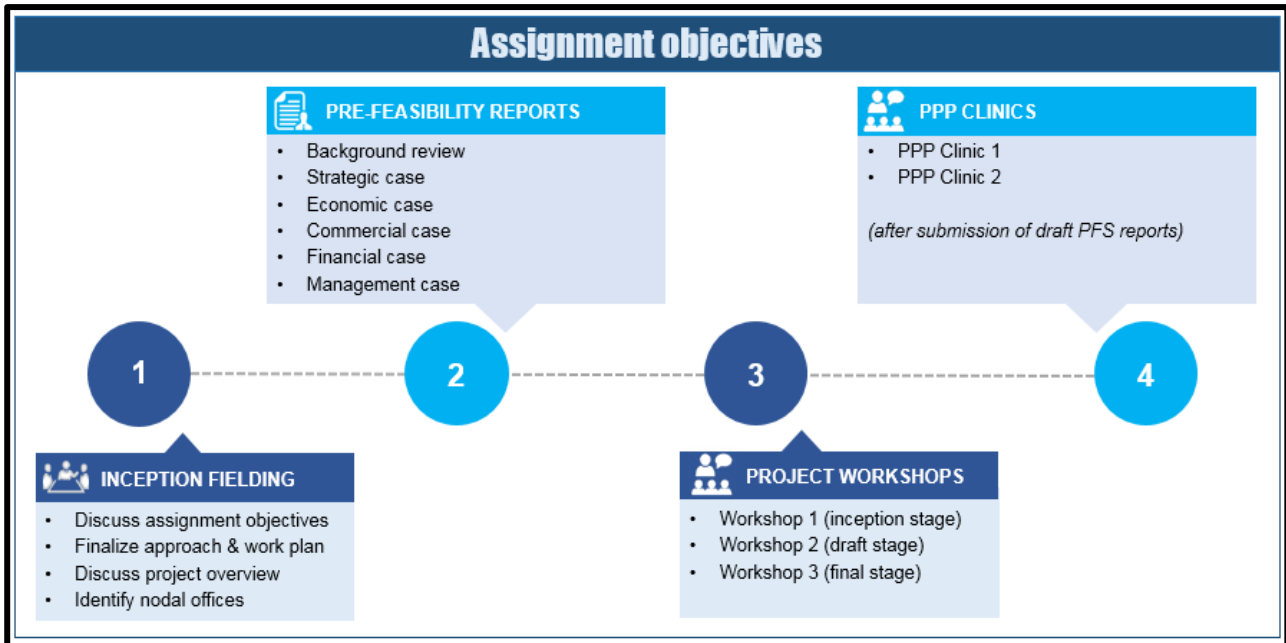 Assignment objectives
PRE-FEASIBILITY REPORTS
• Background review
• Strategic case
• Economic case
• Commercial case
• Financial case
• Management case
PPP CLINICS
• PPP Clinic 1
• PPP Clinic 2
(after submission of draft PFS reports)
1
2
3
4
INCEPTION FIELDING
• Discuss assignment objectives
• Finalize approach & work plan
• Discuss project overview
• Identify nodal offices
PROJECT WORKSHOPS
• Workshop 1 (inception stage)
• Workshop 2 (draft stage)
• Workshop 3 (final stage)